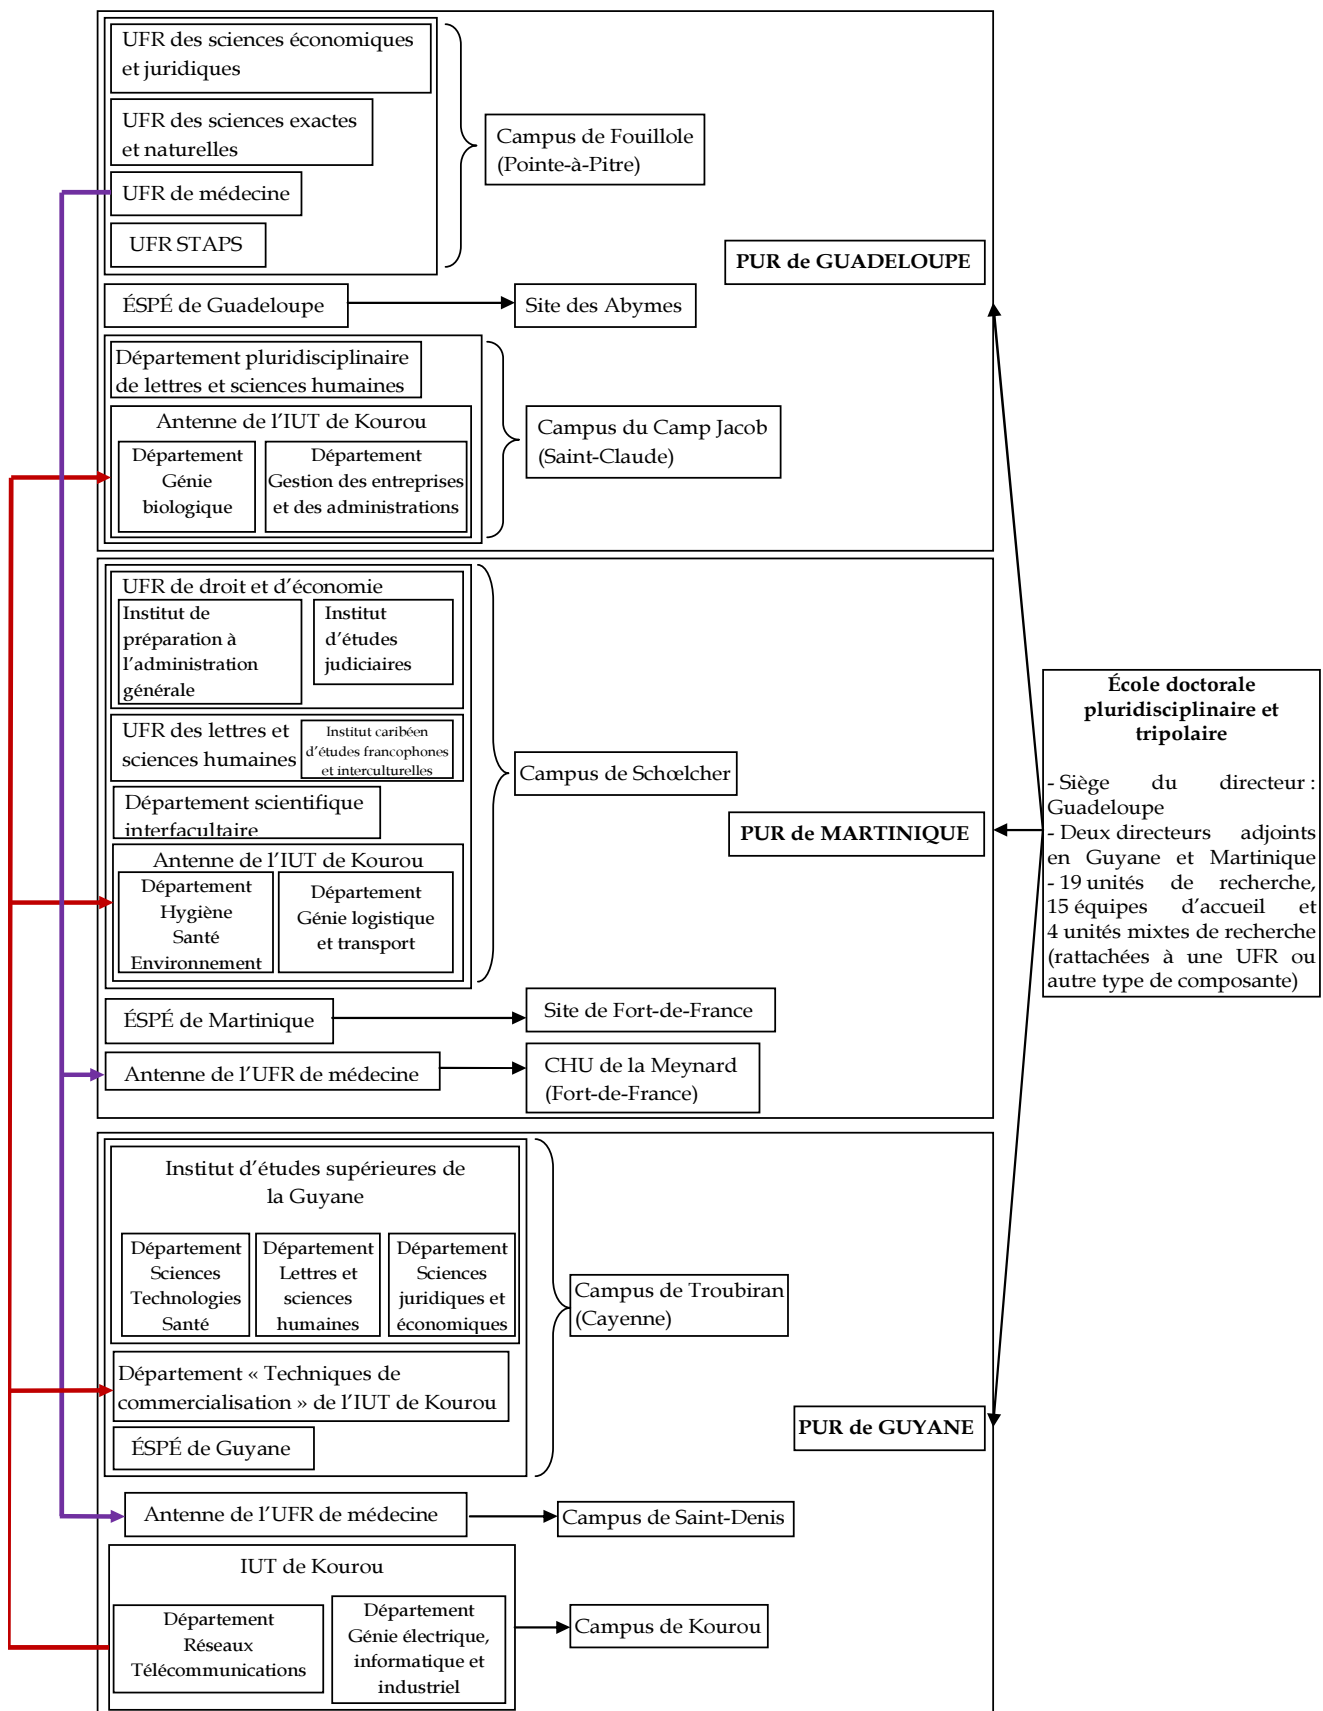 UFR des sciences économiques
et juridiques
UFR des sciences exactes
et naturelles
UFR de médecine
UFR STAPS
Campus de Fouillole
(Pointe-à-Pitre)
PUR de GUADELOUPE
ÉSPÉ de Guadeloupe
Site des Abymes
Département pluridisciplinaire
de lettres et sciences humaines
Antenne de l’IUT de Kourou
Département
Génie
biologique
Département
Gestion des entreprises
et des administrations
Campus du Camp Jacob
(Saint-Claude)
UFR de droit et d’économie
Institut de
préparation à
l’administration
générale
Institut
d’études
judiciaires
UFR des lettres et
sciences humaines
Institut caribéen
d’études francophones
et interculturelles
Département scientifique
interfacultaire
Antenne de l’IUT de Kourou
Département
Hygiène
Santé
Environnement
Département
Génie logistique
et transport
Campus de Schœlcher
PUR de MARTINIQUE
ÉSPÉ de Martinique
Site de Fort-de-France
Antenne de l’UFR de médecine
CHU de la Meynard
(Fort-de-France)
École doctorale
pluridisciplinaire et
tripolaire
- Siège du directeur :
Guadeloupe
- Deux directeurs adjoints
en Guyane et Martinique
- 19 unités de recherche,
15 équipes d’accueil et
4 unités mixtes de recherche
(rattachées à une UFR ou
autre type de composante)
Institut d’études supérieures de
la Guyane
Département
Sciences
Technologies
Santé
Département
Lettres et
sciences
humaines
Département
Sciences
juridiques et
économiques
Campus de Troubiran
(Cayenne)
Département « Techniques de
commercialisation » de l’IUT de Kourou
ÉSPÉ de Guyane
PUR de GUYANE
Antenne de l’UFR de médecine
Campus de Saint-Denis
IUT de Kourou
Département
Réseaux
Télécommunications
Département
Génie électrique,
informatique et
industriel
Campus de Kourou